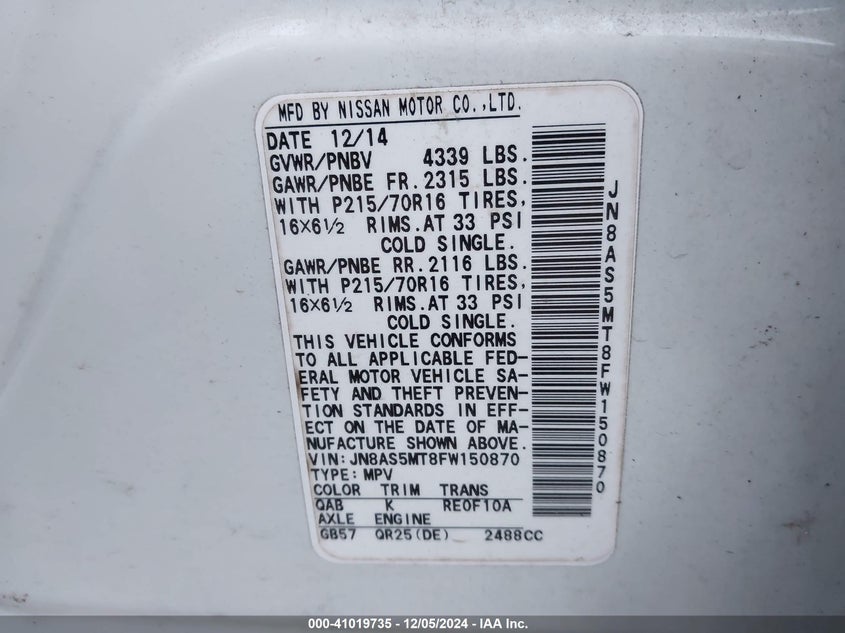 MFD BY NISSAN MOTOR CO.,LTD.
DATE 12/14
GVWR/PNBV 4339 LBS.
GAWR/PNBE FR.2315 LBS.
WITH P215/70R16 TIRES,
16X6½ RIMS.AT 33 PSI
COLD SINGLE.
GAWR/PNBE RR.2116 LBS.
WITH P215/70R16 TIRES,
16X6½ RIMS.AT 33 PSI
COLD SINGLE.
THIS VEHICLE CONFORMS
TO ALL APPLICABLE FED-
ERAL MOTOR VEHICLE SA-
FETY AND THEFT PREVEN-
TION STANDARDS IN EFF-
ECT ON THE DATE OF MA-
NUFACTURE SHOWN ABOVE.
VIN:JN8AS5MT8FW150870
TYPE:MPV
COLOR TRIM TRANS
QAB K RE0F10A
AXLE ENGINE
GB57 QR25(DE) 2488CC
JN8AS5MT8FW150870
000-41019735 - 12/05/2024 - IAA Inc.